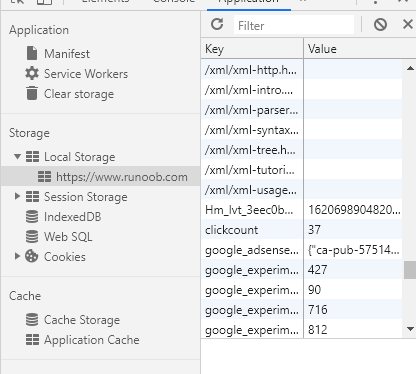 Elements Console Application
Application
Manifest
Service Workers
Clear storage
Storage
Local Storage
https://www.runoob.com
Session Storage
IndexedDB
Web SQL
Cookies
Cache
Cache Storage
Application Cache
Filter
Key Value
/xml/xml-http.h...
/xml/xml-intro....
/xml/xml-parser...
/xml/xml-syntax...
/xml/xml-tree.h...
/xml/xml-tutori...
/xml/xml-usage...
Hm_lvt_3eec0b... 1620698904820...
clickcount 37
google_adsense... {"ca-pub-57514...
google_experim... 427
google_experim... 90
google_experim... 716
google_experim... 812